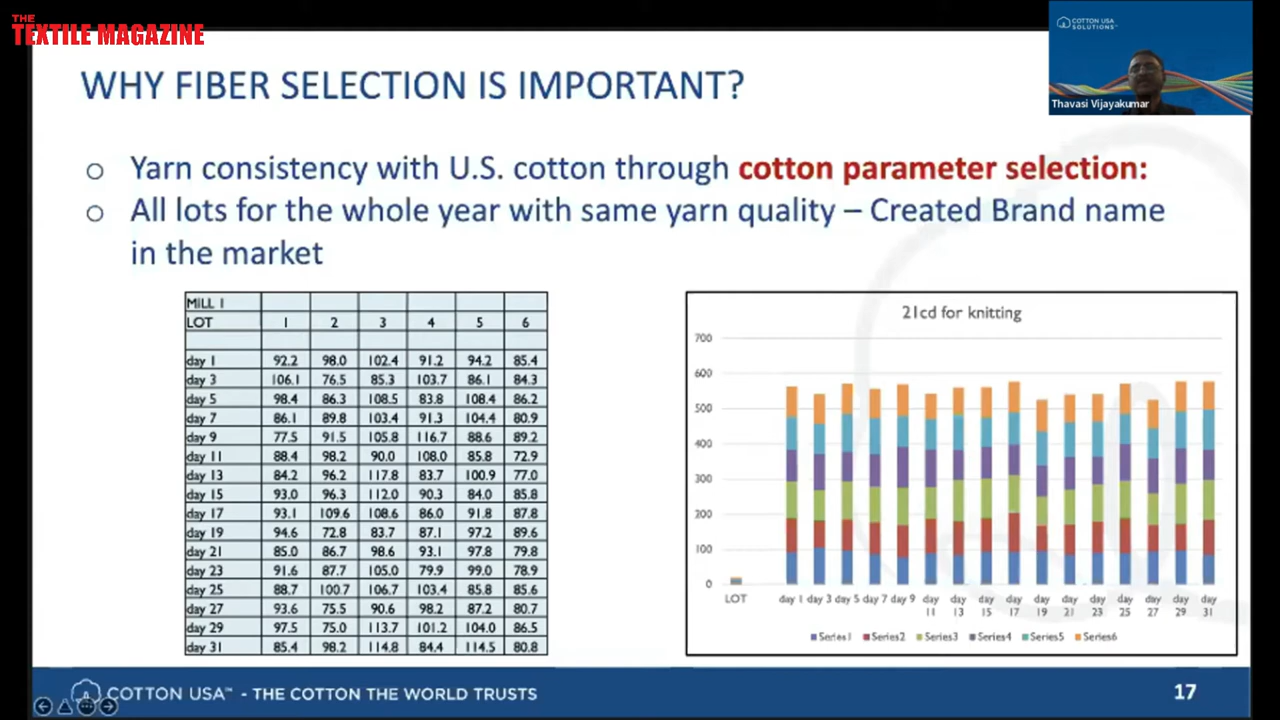 THE
TEXTILE MAGAZINE
COTTON USA
SOLUTIONS™
Thavasi Vijayakumar
WHY FIBER SELECTION IS IMPORTANT?
Yarn consistency with U.S. cotton through cotton parameter selection:
All lots for the whole year with same yarn quality – Created Brand name
in the market
MILL 1
LOT 1 2 3 4 5 6
day 1 92.2 98.0 102.4 91.2 94.2 85.4
day 3 106.1 76.5 85.3 103.7 86.1 84.3
day 5 98.4 86.3 108.5 83.8 108.4 86.2
day 7 86.1 89.8 103.4 91.3 104.4 80.9
day 9 77.5 91.5 105.8 116.7 88.6 89.2
day 11 88.4 98.2 90.0 108.0 85.8 72.9
day 13 84.2 96.2 117.8 83.7 100.9 77.0
day 15 93.0 96.3 112.0 90.3 84.0 85.8
day 17 93.1 109.6 108.6 86.0 91.8 87.8
day 19 94.6 72.8 83.7 87.1 97.2 89.6
day 21 85.0 86.7 98.6 93.1 97.8 79.8
day 23 91.6 87.7 105.0 79.9 99.0 78.9
day 25 88.7 100.7 106.7 103.4 85.8 85.6
day 27 93.6 75.5 90.6 98.2 87.2 80.7
day 29 97.5 75.0 113.7 101.2 104.0 86.5
day 31 85.4 98.2 114.8 84.4 114.5 80.8
21cd for knitting
700
600
500
400
300
200
100
0
LOT day 1 day 3 day 5 day 7 day 9 day day day day day day day day day day day
11 13 15 17 19 21 23 25 27 29 31
Series1 Series2 Series3 Series4 Series5 Series6
COTTON USA™ - THE COTTON THE WORLD TRUSTS
17